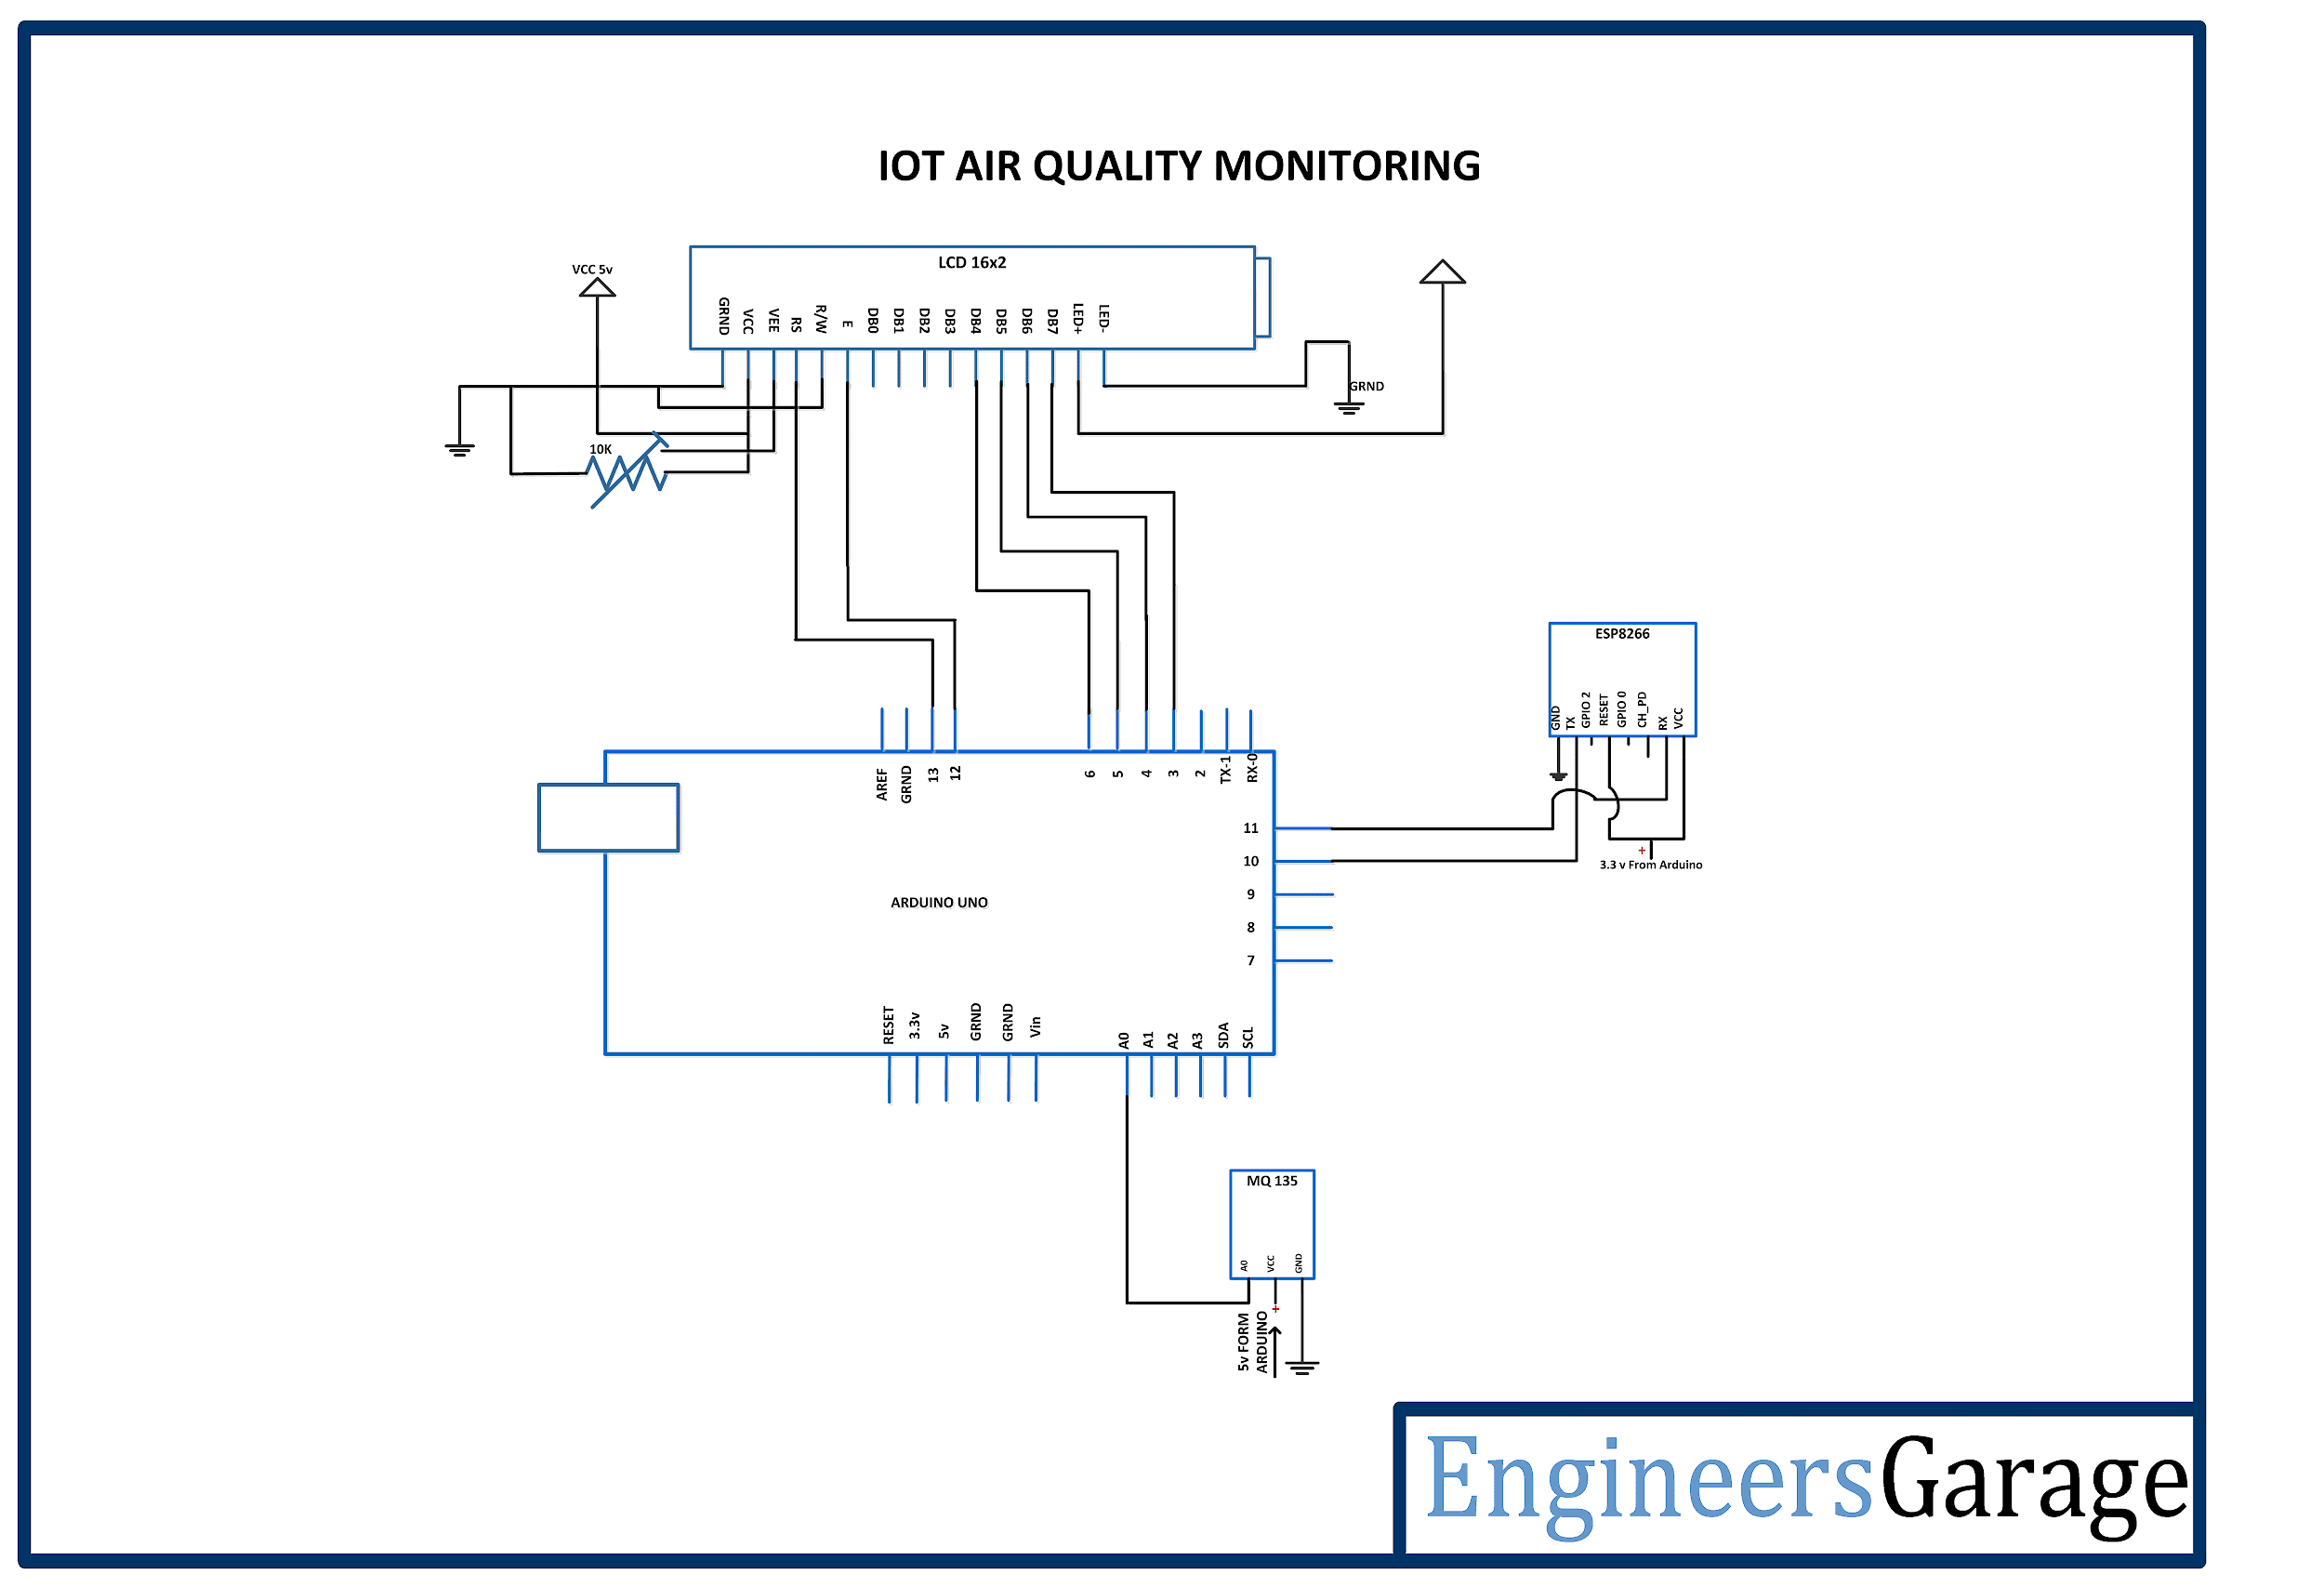 IOT AIR QUALITY MONITORING
LCD 16x2
VCC 5v
GRND
VCC
VEE
RS
R/W
E
DB0
DB1
DB2
DB3
DB4
DB5
DB6
DB7
LED+
LED-
GRND
10K
ESP8266
GND
TX
GPIO 2
RESET
GPIO 0
CH_PD
RX
VCC
+
3.3 v From Arduino
AREF
GRND
13
12
6
5
4
3
2
TX-1
RX-0
11
10
9
8
7
ARDUINO UNO
RESET
3.3v
5v
GRND
GRND
Vin
A0
A1
A2
A3
SDA
SCL
MQ 135
A0
VCC
GND
+
5v FORM
ARDUINO
EngineersGarage